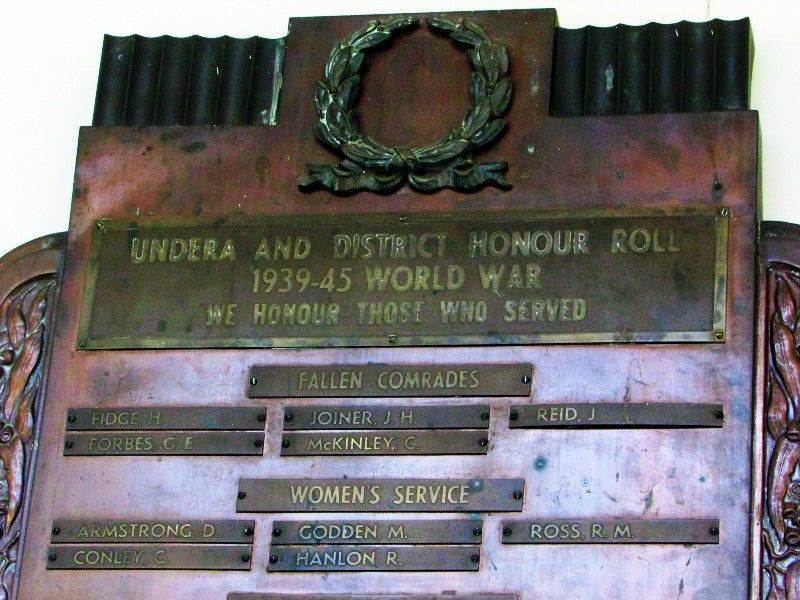 UNDERA AND DISTRICT HONOUR ROLL
1939-45 WORLD WAR
WE HONOUR THOSE WHO SERVED
FALLEN COMRADES
FIDGE H.
JOINER, J H.
REID, J.
FORBES G. E.
McKINLEY, G.
WOMEN'S SERVICE
ARMSTRONG D.
GODDEN, M.
ROSS, R. M.
CONLEY, C.
HANLON, R.